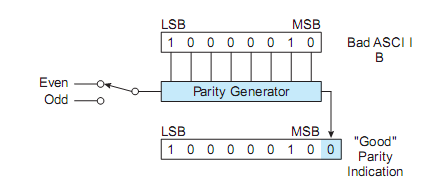 LSB MSB
1 0 0 0 0 0 1 0
Bad ASCI I
B
Even
Odd
Parity Generator
LSB MSB
1 0 0 0 0 0 1 0 0
"Good"
Parity
Indication